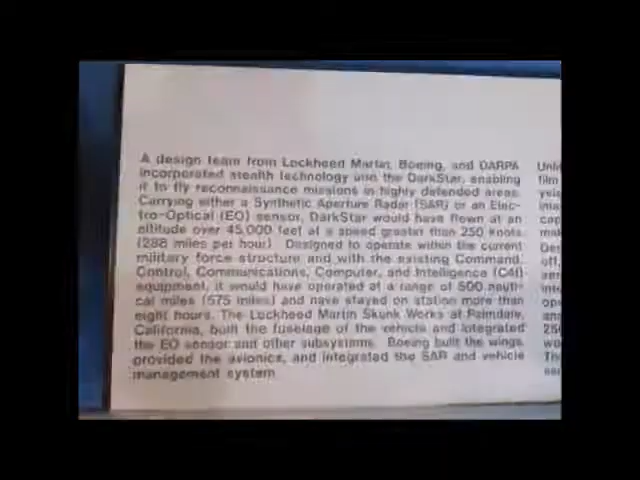 A design team from Lockheed Martin, Boeing, and DARPA
incorporated stealth technology into the DarkStar, enabling
it to fly reconnaissance missions in highly defended areas.
Carrying either a Synthetic Aperture Radar (SAR) or an Elec-
tro-Optical (EO) sensor, DarkStar would have flown at an
altitude over 45,000 feet at a speed greater than 250 knots
(288 miles per hour). Designed to operate within the current
military force structure and with the existing Command,
Control, Communications, Computer, and Intelligence (C4I)
equipment, it would have operated at a range of 500 nauti-
cal miles (575 miles) and have stayed on station more than
eight hours. The Lockheed Martin Skunk Works at Palmdale,
California, built the fuselage of the vehicle and integrated
the EO sensor and other subsystems. Boeing built the wings,
provided the avionics, and integrated the SAR and vehicle
management system.
film